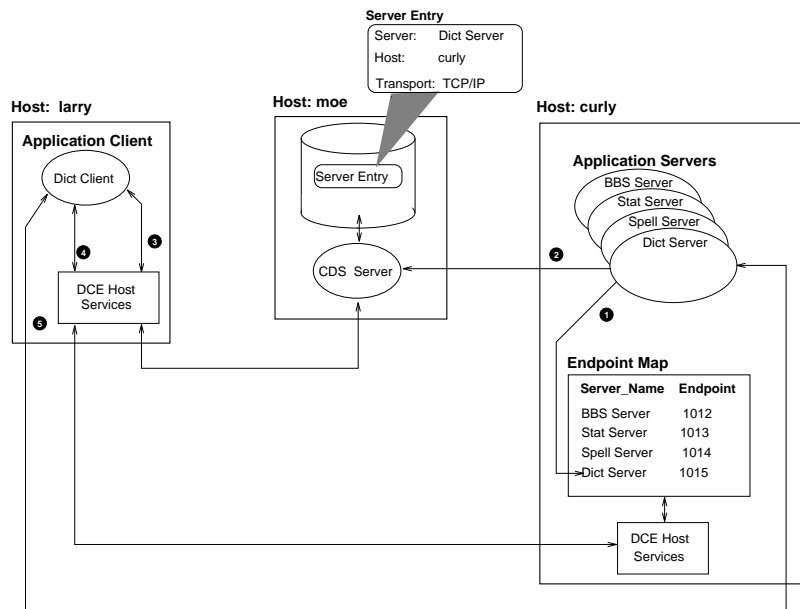 Server Entry
Server: Dict Server
Host: curly
Transport: TCP/IP
Host: larry
Host: moe
Host: curly
Application Client
Dict Client
4
3
DCE Host
Services
5
Server Entry
CDS Server
Application Servers
BBS Server
Stat Server
Spell Server
Dict Server
2
1
Endpoint Map
Server_Name Endpoint
BBS Server 1012
Stat Server 1013
Spell Server 1014
Dict Server 1015
DCE Host
Services